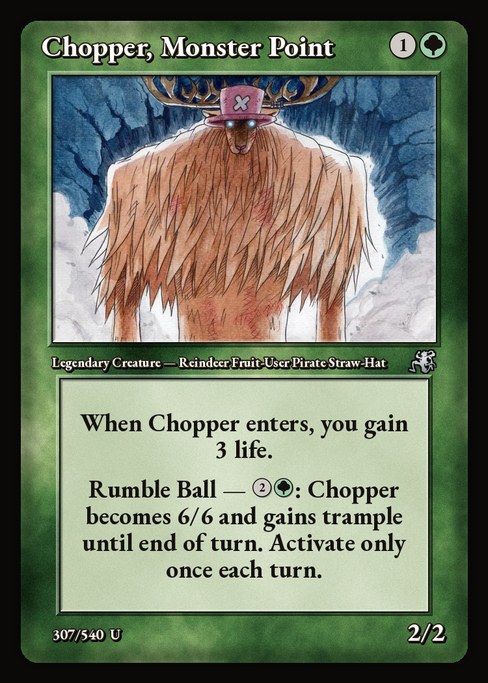 Chopper, Monster Point 1
Legendary Creature — Reindeer Fruit-User Pirate Straw-Hat
When Chopper enters, you gain
3 life.
Rumble Ball — 2: Chopper
becomes 6/6 and gains trample
until end of turn. Activate only
once each turn.
307/540 U 2/2